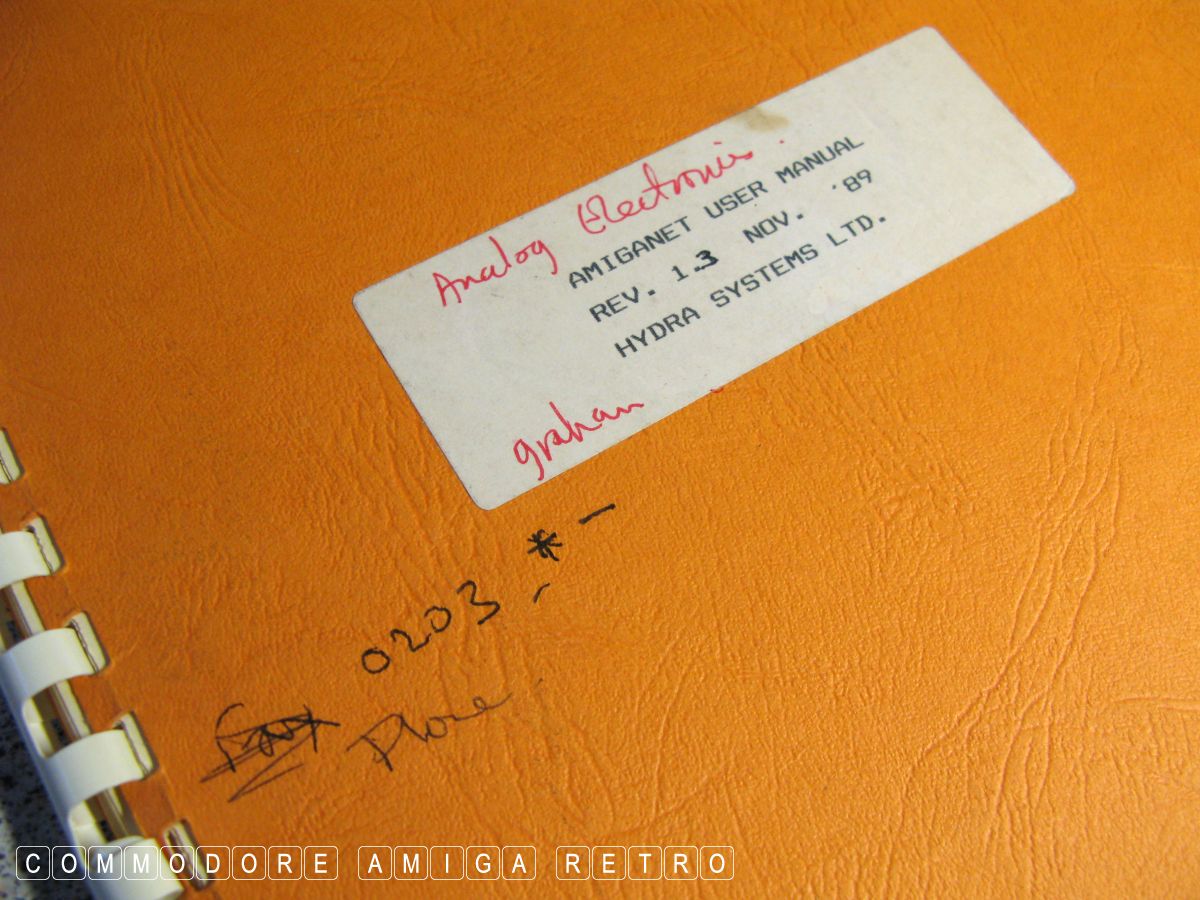 Analog Electronics.
AMIGANET USER MANUAL
REV. 1.3 NOV. '89
HYDRA SYSTEMS LTD.
graham
0203 * –
Phone
COMMODORE AMIGA RETRO